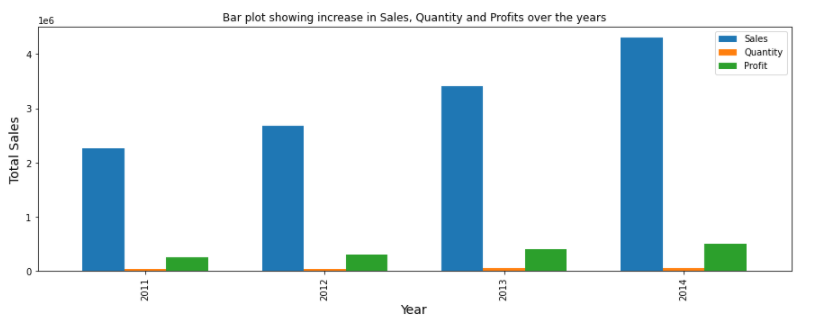 Bar plot showing increase in Sales, Quantity and Profits over the years
1e6
Sales
Quantity
Profit
4
3
2
1
0
Total Sales
2011
2012
2013
2014
Year